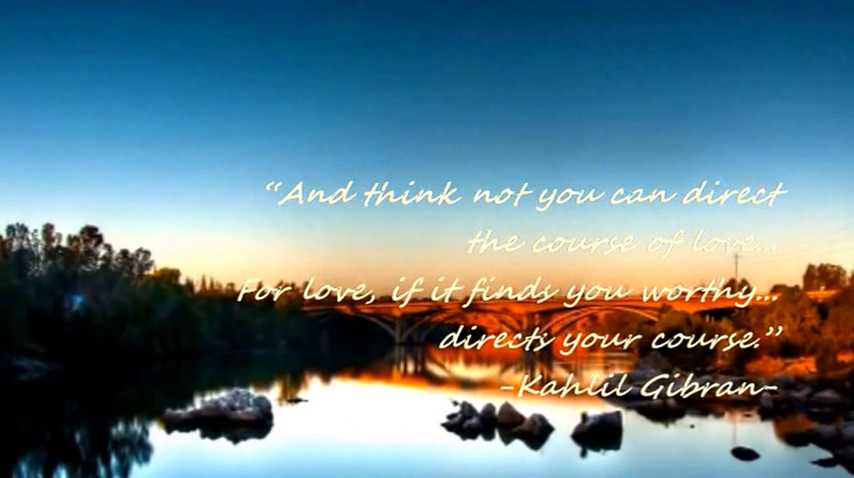 “And think not you can direct
the course of love...
For love, if it finds you worthy...
directs your course.”
-Kahlil Gibran-